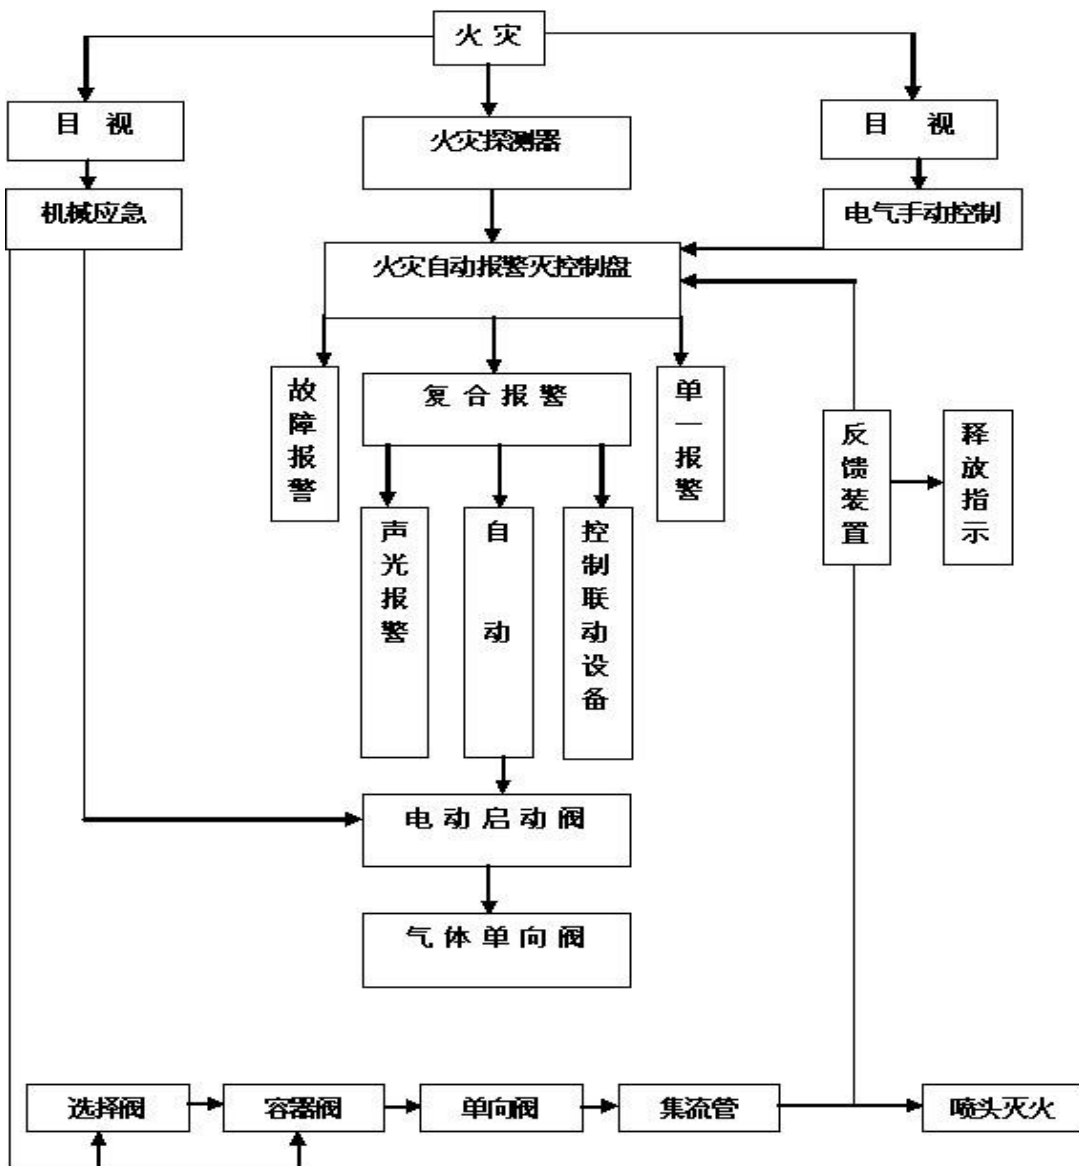 火灾
目视
火灾探测器
目视
机械应急
电气手动控制
火灾自动报警灭控制盘
故障报警
复合报警
单一报警
反馈装置
释放指示
声光报警
自动
控制联动设备
电动启动阀
气体单向阀
选择阀
容器阀
单向阀
集流管
喷头灭火